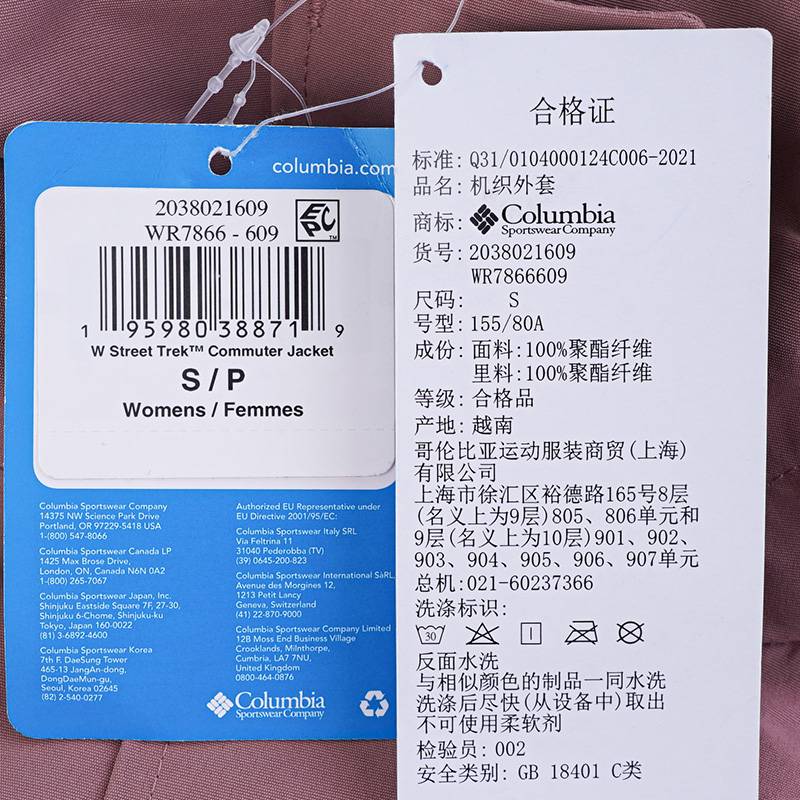 columbia.com
2038021609
WR7866 - 609
EPC™
1 95980 38871 9
W Street Trek™ Commuter Jacket
S / P
Womens / Femmes
Columbia Sportswear Company
14375 NW Science Park Drive
Portland, OR 97229-5418 USA
1-(800) 547-8066
Columbia Sportswear Canada LP
1425 Max Brose Drive,
London, ON, Canada N6N 0A2
1-(800) 265-7067
Columbia Sportswear Japan, Inc.
Shinjuku Eastside Square 7F, 27-30,
Shinjuku 6-Chome, Shinjuku-ku
Tokyo, Japan 160-0022
(81) 3-6892-4600
Columbia Sportswear Korea
7th F. DaeSung Tower
465-13 JangAn-dong,
DongDaeMun-gu,
Seoul, Korea 02645
(82) 2-540-0277
Authorized EU Representative under
EU Directive 2001/95/EC:
Columbia Sportswear Italy SRL
Via Feltrina 11
31040 Pederobba (TV)
(39) 0645-200-823
Columbia Sportswear International SàRL
Avenue des Morgines 12,
1213 Petit Lancy
Geneva, Switzerland
(41) 22-870-9000
Columbia Sportswear Company Limited
12B Moss End Business Village
Crooklands, Milnthorpe,
Cumbria, LA7 7NU,
United Kingdom
0800-464-0876
Columbia
Sportswear Company
合格证
标准: Q31/0104000124C006-2021
品名: 机织外套
商标: Columbia
Sportswear Company
货号: 2038021609
WR7866609
尺码: S
号型: 155/80A
成份: 面料:100%聚酯纤维
里料:100%聚酯纤维
等级: 合格品
产地: 越南
哥伦比亚运动服装商贸(上海)
有限公司
上海市徐汇区裕德路165号8层
(名义上为9层)805、806单元和
9层(名义上为10层)901、902、
903、904、905、906、907单元
总机:021-60237366
洗涤标识:
30
反面水洗
与相似颜色的制品一同水洗
洗涤后尽快(从设备中)取出
不可使用柔软剂
检验员: 002
安全类别: GB 18401 C类